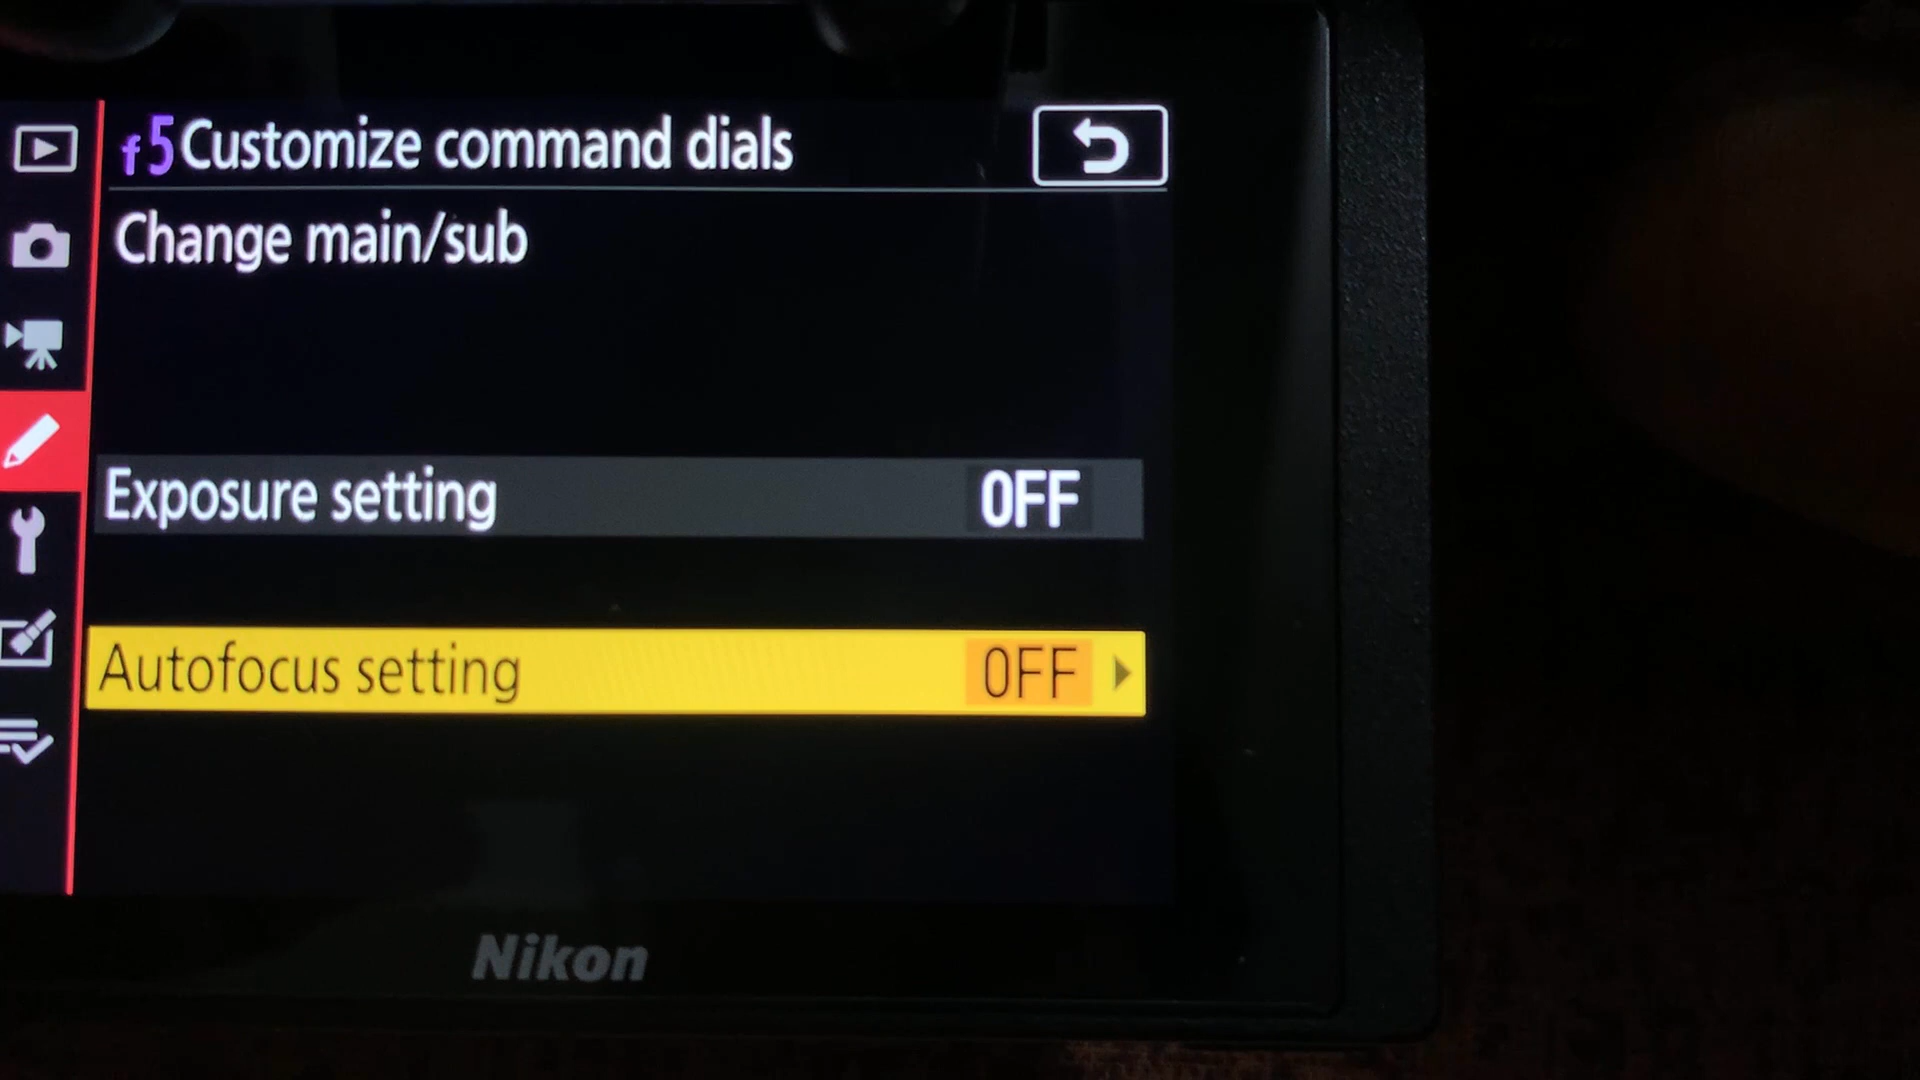 f5 Customize command dials
Change main/sub
Exposure setting OFF
Autofocus setting OFF
Nikon